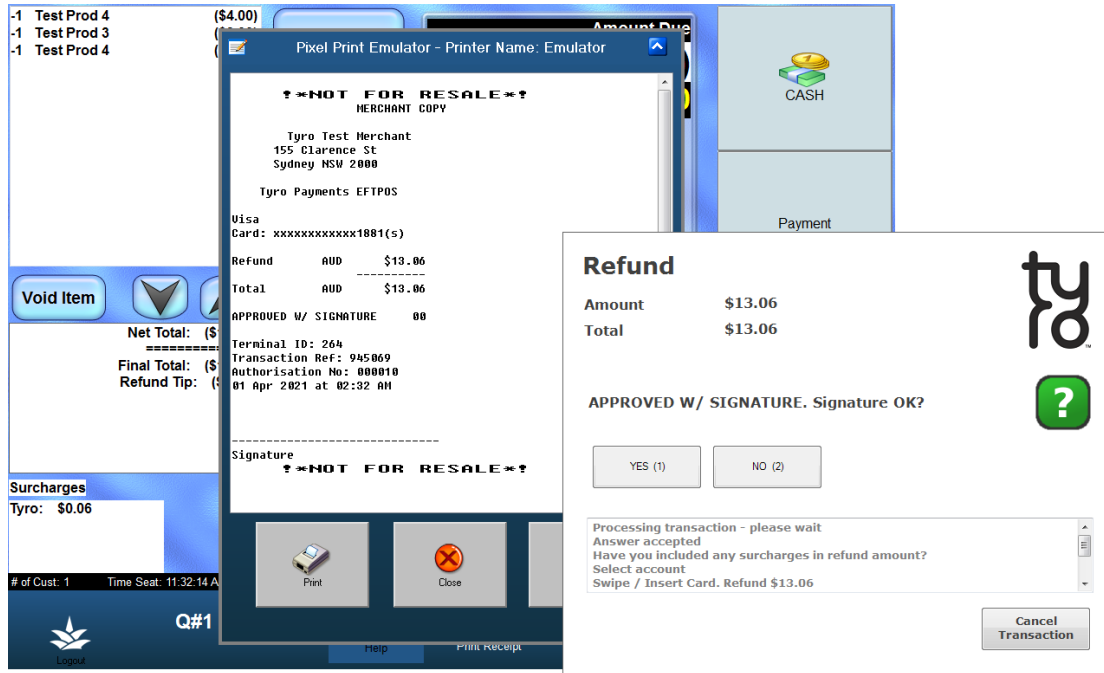 -1 Test Prod 4 ($4.00)
-1 Test Prod 3
-1 Test Prod 4
Amount Due
CASH
Payment
Void Item
Net Total: ($
==========
Final Total: ($
Refund Tip: (
Surcharges
Tyro: $0.06
# of Cust: 1 Time Seat: 11:32:14 A
Q#1
Logout
Help
Print Receipt
Pixel Print Emulator - Printer Name: Emulator
!*NOT FOR RESALE*!
MERCHANT COPY
Tyro Test Merchant
155 Clarence St
Sydney NSW 2000
Tyro Payments EFTPOS
Visa
Card: xxxxxxxxxxxx1881(s)
Refund AUD $13.06
----------
Total AUD $13.06
APPROVED W/ SIGNATURE 00
Terminal ID: 264
Transaction Ref: 945069
Authorisation No: 000010
01 Apr 2021 at 02:32 AM
------------------------------
Signature
!*NOT FOR RESALE*!
Print
Close
Refund
tyro
Amount $13.06
Total $13.06
APPROVED W/ SIGNATURE. Signature OK?
?
YES (1)
NO (2)
Processing transaction - please wait
Answer accepted
Have you included any surcharges in refund amount?
Select account
Swipe / Insert Card. Refund $13.06
Cancel
Transaction